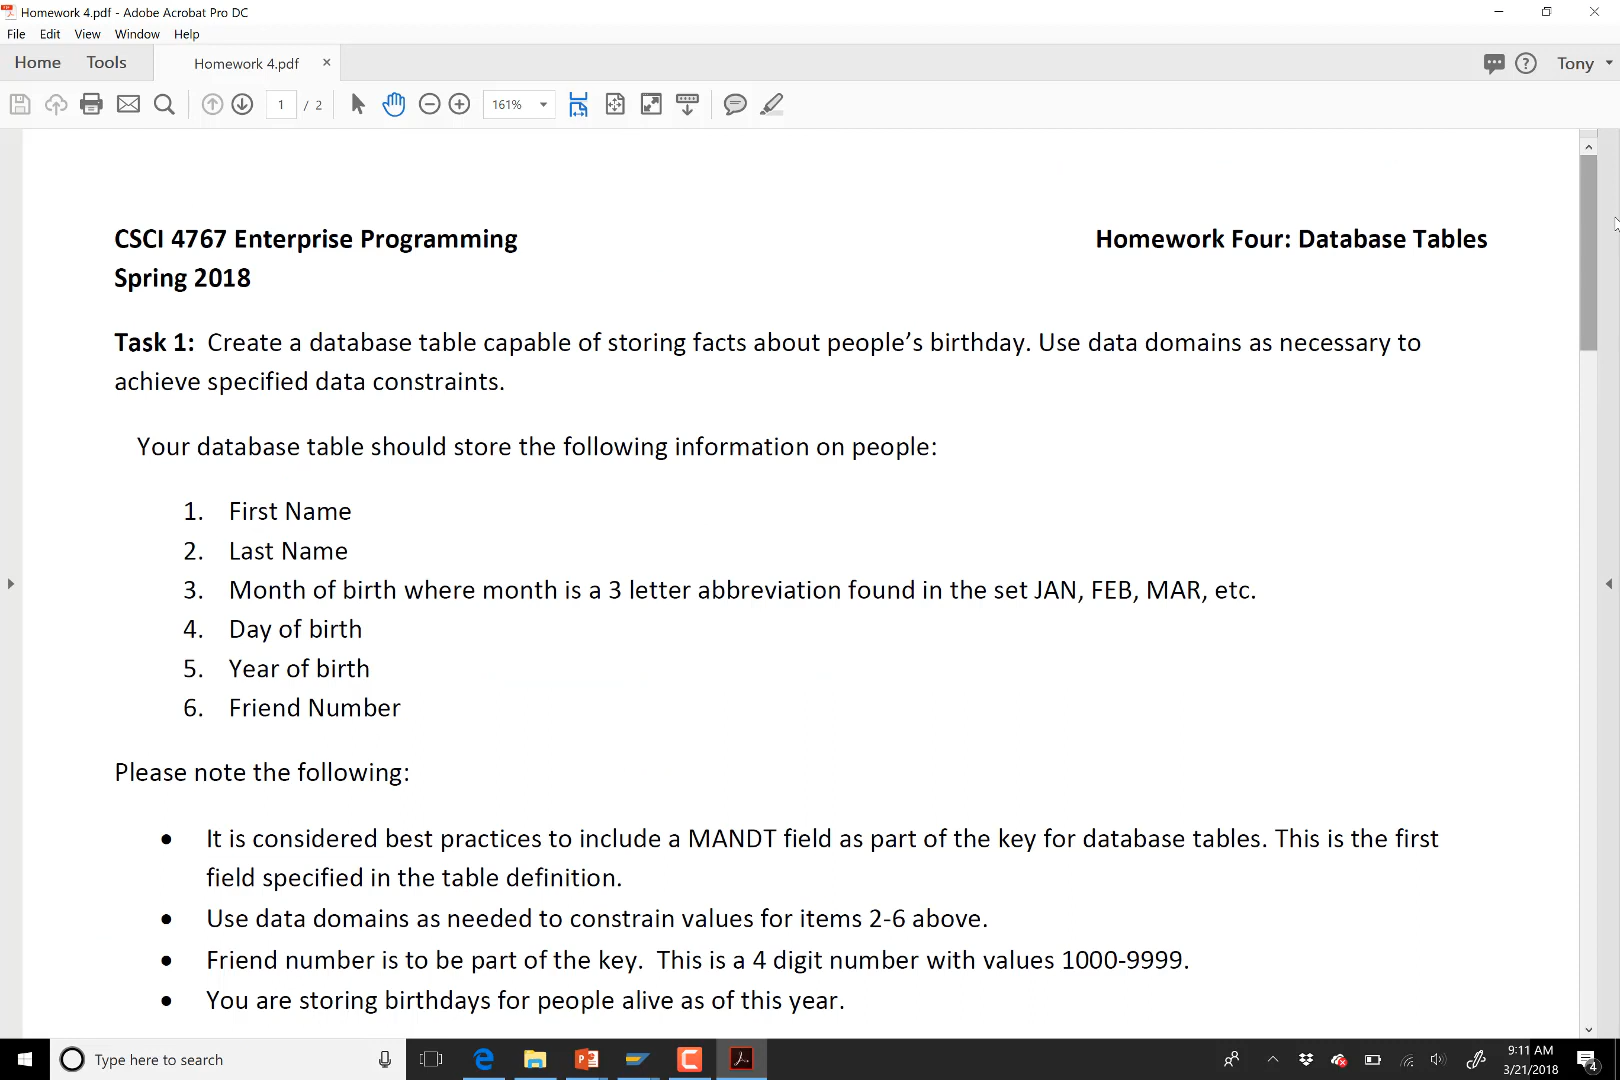 Homework 4.pdf - Adobe Acrobat Pro DC
File Edit View Window Help
Home Tools Homework 4.pdf × Tony
1 / 2 161%
CSCI 4767 Enterprise Programming Homework Four: Database Tables
Spring 2018
Task 1: Create a database table capable of storing facts about people’s birthday. Use data domains as necessary to
achieve specified data constraints.
Your database table should store the following information on people:
1. First Name
2. Last Name
3. Month of birth where month is a 3 letter abbreviation found in the set JAN, FEB, MAR, etc.
4. Day of birth
5. Year of birth
6. Friend Number
Please note the following:
• It is considered best practices to include a MANDT field as part of the key for database tables. This is the first
field specified in the table definition.
• Use data domains as needed to constrain values for items 2-6 above.
• Friend number is to be part of the key. This is a 4 digit number with values 1000-9999.
• You are storing birthdays for people alive as of this year.
Type here to search 9:11 AM
3/21/2018 4